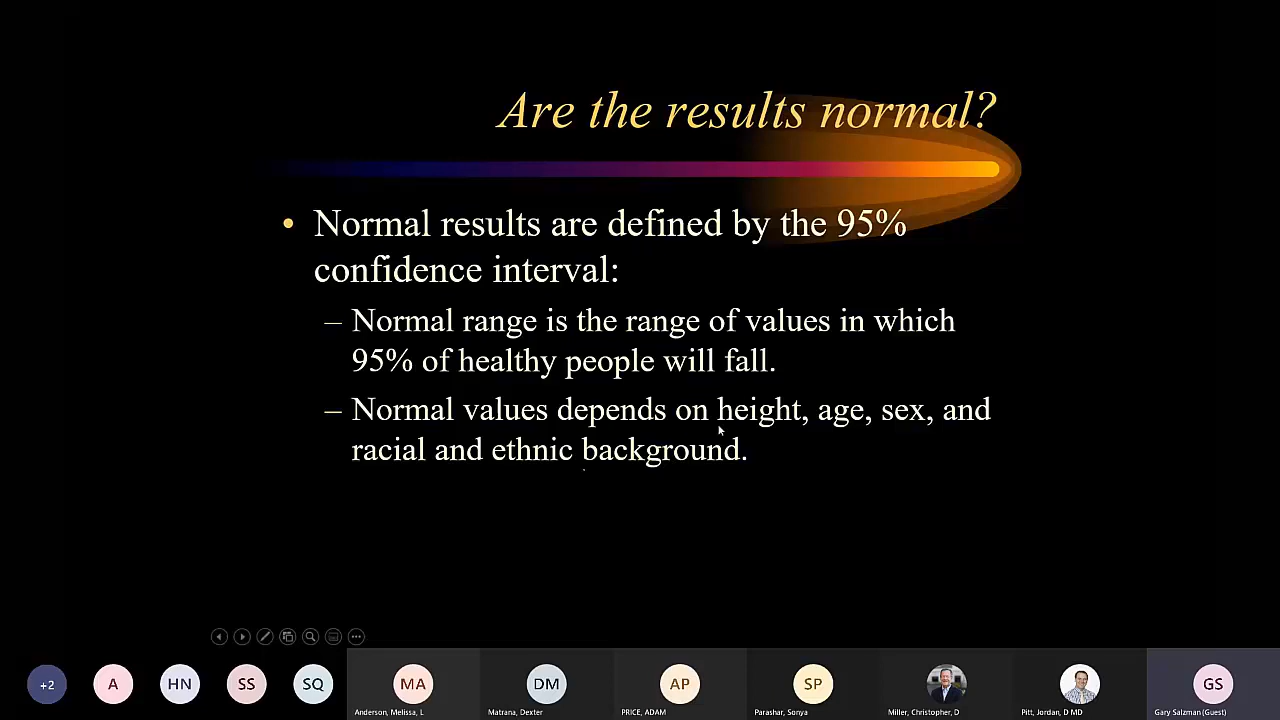 Are the results normal?
• Normal results are defined by the 95%
confidence interval:
– Normal range is the range of values in which
95% of healthy people will fall.
– Normal values depends on height, age, sex, and
racial and ethnic background.
+2
A
HN
SS
SQ
MA
DM
AP
SP
GS
Anderson, Melissa, L
Matrana, Dexter
PRICE, ADAM
Parashar, Sonya
Miller, Christopher, D
Pitt, Jordan, D MD
Gary Salzman (Guest)